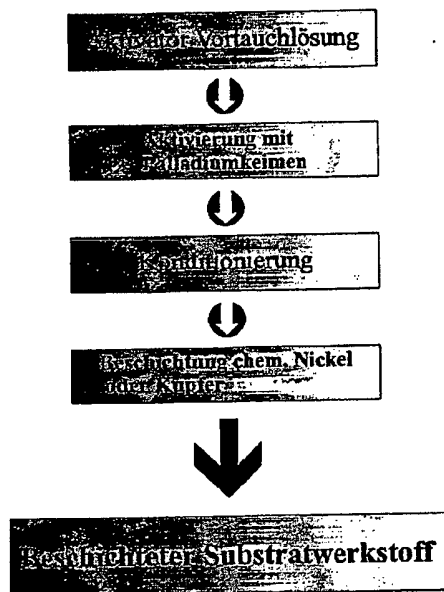 Aktivator-Vortauchlösung
Aktivierung mit
Palladiumkeimen
Konditionierung
Beschichtung chem. Nickel
oder Kupfer
Beschichteter Substratwerkstoff